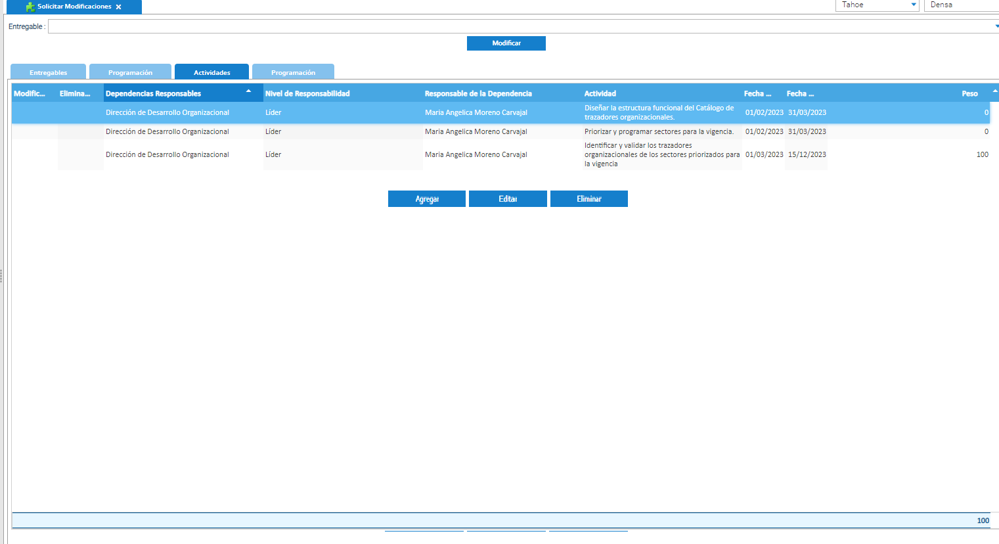 Solicitar Modificaciones
Tahoe
Densa
Entregable :
Modificar
Entregables
Programación
Actividades
Programación
Modific... Elimina... Dependencias Responsables Nivel de Responsabilidad Responsable de la Dependencia Actividad Fecha ... Fecha ... Peso
Dirección de Desarrollo Organizacional Líder Maria Angelica Moreno Carvajal Diseñar la estructura funcional del Catálogo de
trazadores organizacionales. 01/02/2023 31/03/2023 0
Dirección de Desarrollo Organizacional Líder Maria Angelica Moreno Carvajal Priorizar y programar sectores para la vigencia. 01/02/2023 31/03/2023 0
Dirección de Desarrollo Organizacional Líder Maria Angelica Moreno Carvajal Identificar y validar los trazadores
organizacionales de los sectores priorizados para
la vigencia 01/03/2023 15/12/2023 100
Agregar
Editar
Eliminar
100